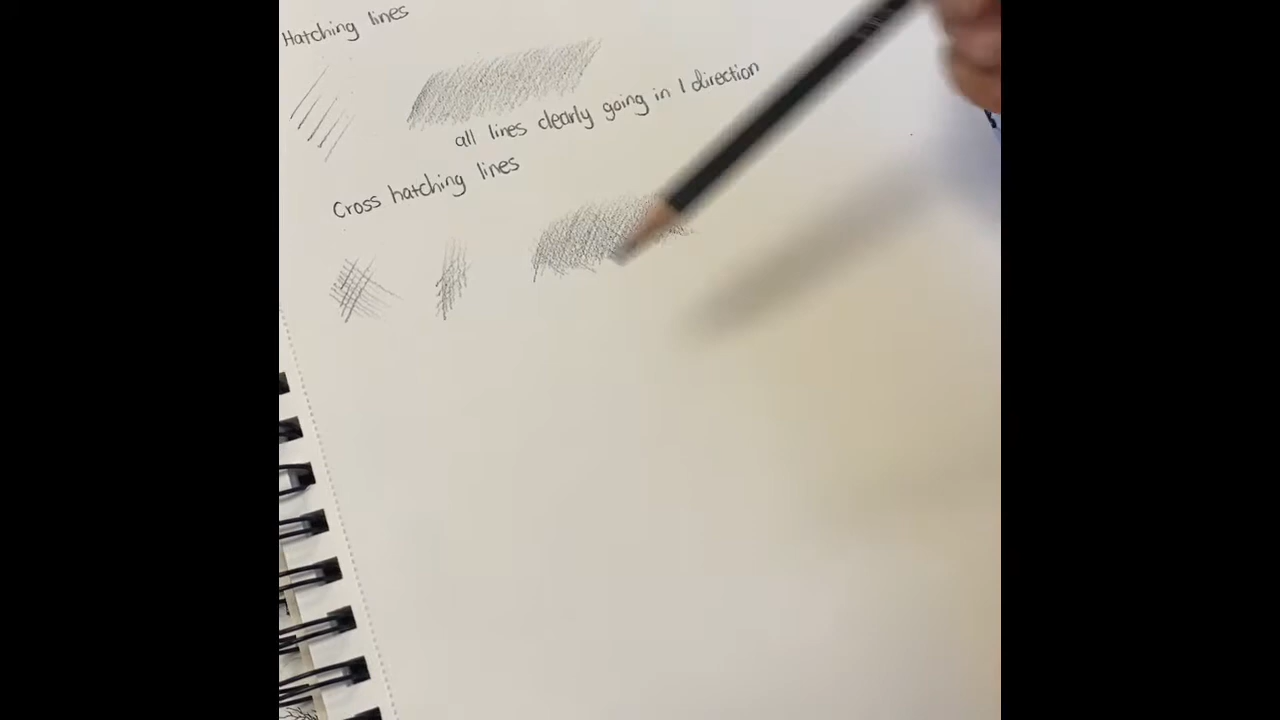 Hatching lines
all lines clearly going in 1 direction
Cross hatching lines